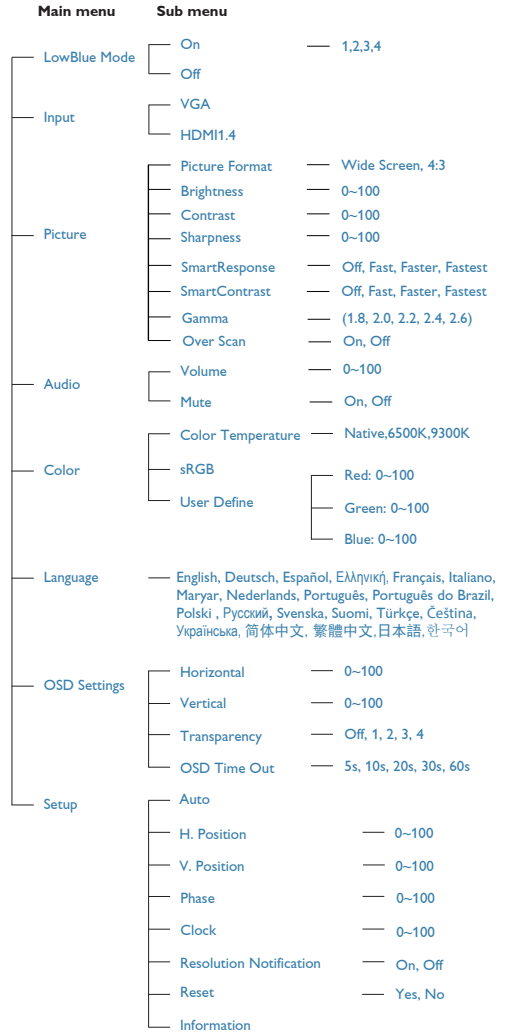 Main menu Sub menu
LowBlue Mode On 1,2,3,4
Off
Input VGA
HDMI1.4
Picture Picture Format Wide Screen, 4:3
Brightness 0~100
Contrast 0~100
Sharpness 0~100
SmartResponse Off, Fast, Faster, Fastest
SmartContrast Off, Fast, Faster, Fastest
Gamma (1.8, 2.0, 2.2, 2.4, 2.6)
Over Scan On, Off
Audio Volume 0~100
Mute On, Off
Color Color Temperature Native,6500K,9300K
sRGB
User Define Red: 0~100
Green: 0~100
Blue: 0~100
Language English, Deutsch, Español, Ελληνική, Français, Italiano,
Maryar, Nederlands, Português, Português do Brazil,
Polski , Русский, Svenska, Suomi, Türkçe, Čeština,
Українська, 简体中文, 繁體中文,日本語,한국어
OSD Settings Horizontal 0~100
Vertical 0~100
Transparency Off, 1, 2, 3, 4
OSD Time Out 5s, 10s, 20s, 30s, 60s
Setup Auto
H. Position 0~100
V. Position 0~100
Phase 0~100
Clock 0~100
Resolution Notification On, Off
Reset Yes, No
Information